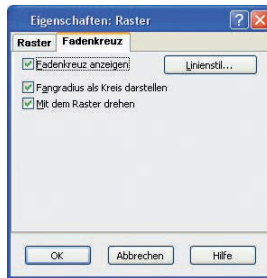 Eigenschaften: Raster
Raster Fadenkreuz
Fadenkreuz anzeigen Linienstil...
Fangradius als Kreis darstellen
Mit dem Raster drehen
OK Abbrechen Hilfe